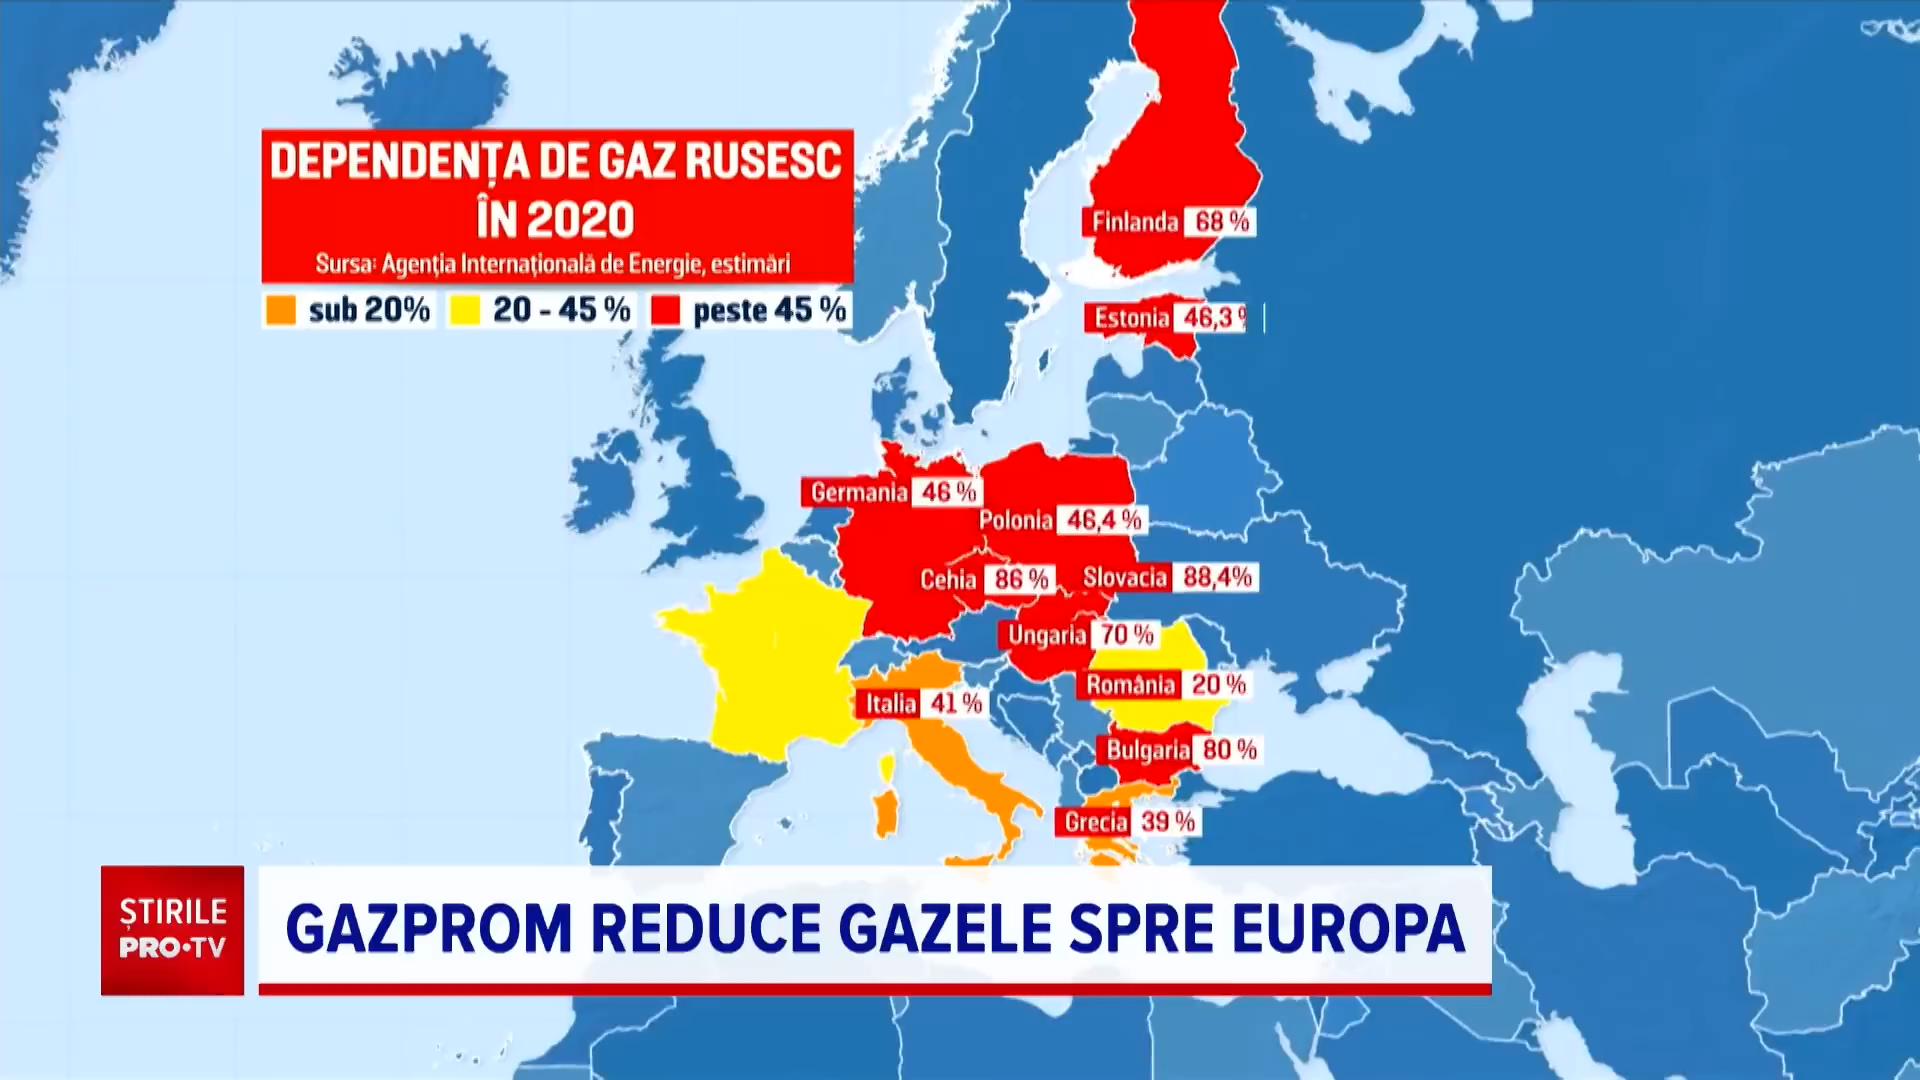 DEPENDENȚA DE GAZ RUSESC
ÎN 2020
Sursa: Agenția Internațională de Energie, estimări
sub 20% 20 - 45 % peste 45 %
Finlanda 68 %
Estonia 46,3 %
Germania 46 %
Polonia 46,4 %
Cehia 86 % Slovacia 88,4%
Ungaria 70 %
România 20 %
Italia 41 %
Bulgaria 80 %
Grecia 39 %
ȘTIRILE
PRO•TV
GAZPROM REDUCE GAZELE SPRE EUROPA